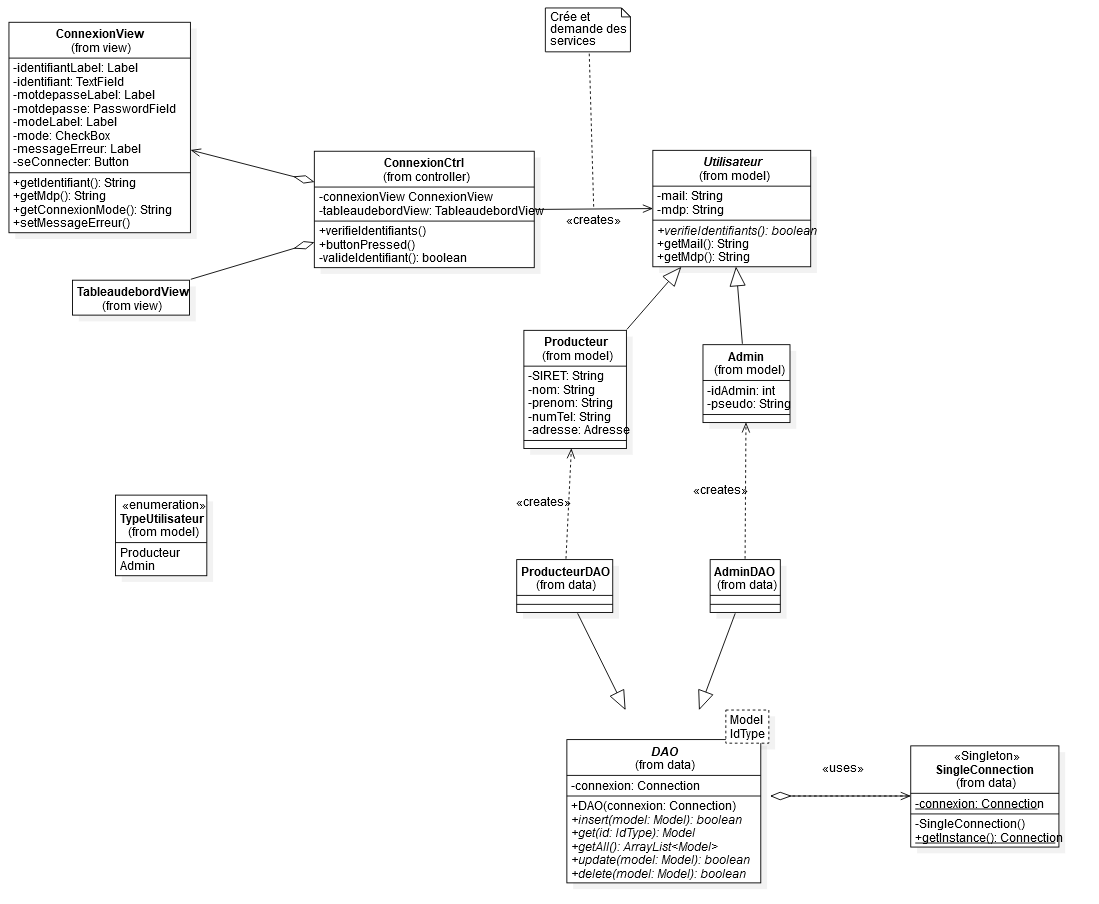 ConnexionView
(from view)
-identifiantLabel: Label
-identifiant: TextField
-motdepasseLabel: Label
-motdepasse: PasswordField
-modeLabel: Label
-mode: CheckBox
-messageErreur: Label
-seConnecter: Button
+getIdentifiant(): String
+getMdp(): String
+getConnexionMode(): String
+setMessageErreur()
Crée et
demande des
services
ConnexionCtrl
(from controller)
-connexionView ConnexionView
-tableaudebordView: TableaudebordView
+verifieIdentifiants()
+buttonPressed()
-valideIdentifiant(): boolean
«creates»
Utilisateur
(from model)
-mail: String
-mdp: String
+verifieIdentifiants(): boolean
+getMail(): String
+getMdp(): String
TableaudebordView
(from view)
Producteur
(from model)
-SIRET: String
-nom: String
-prenom: String
-numTel: String
-adresse: Adresse
Admin
(from model)
-idAdmin: int
-pseudo: String
«creates»
«creates»
«enumeration»
TypeUtilisateur
(from model)
Producteur
Admin
ProducteurDAO
(from data)
AdminDAO
(from data)
Model
IdType
DAO
(from data)
-connexion: Connection
+DAO(connexion: Connection)
+insert(model: Model): boolean
+get(id: IdType): Model
+getAll(): ArrayList<Model>
+update(model: Model): boolean
+delete(model: Model): boolean
«uses»
«Singleton»
SingleConnection
(from data)
-connexion: Connection
-SingleConnection()
+getInstance(): Connection